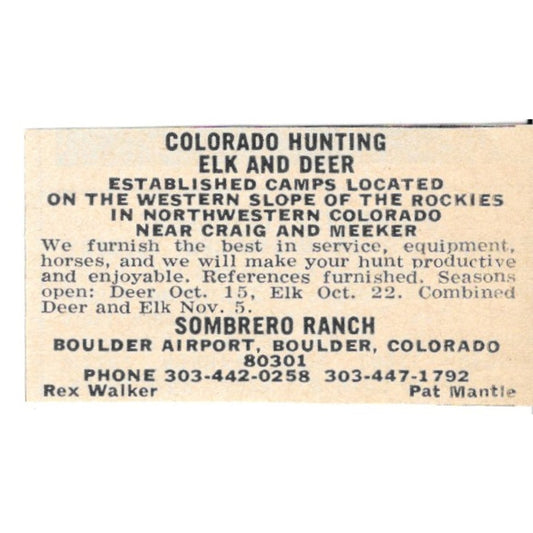 COLORADO HUNTING
ELK AND DEER
ESTABLISHED CAMPS LOCATED
ON THE WESTERN SLOPE OF THE ROCKIES
IN NORTHWESTERN COLORADO
NEAR CRAIG AND MEEKER
We furnish the best in service, equipment,
horses, and we will make your hunt productive
and enjoyable. References furnished. Seasons
open: Deer Oct. 15, Elk Oct. 22. Combined
Deer and Elk Nov. 5.
SOMBRERO RANCH
BOULDER AIRPORT, BOULDER, COLORADO
80301
PHONE 303-442-0258 303-447-1792
Rex Walker Pat Mantle